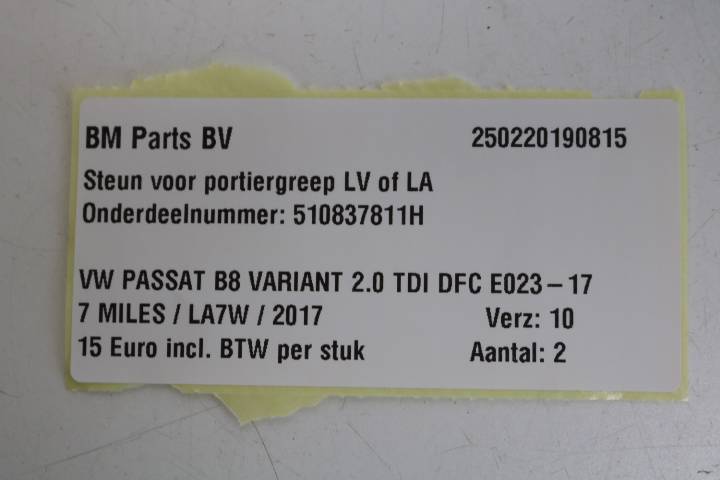 BM Parts BV 250220190815
Steun voor portiergreep LV of LA
Onderdeelnummer: 510837811H
VW PASSAT B8 VARIANT 2.0 TDI DFC E023-17
7 MILES / LA7W / 2017 Verz: 10
15 Euro incl. BTW per stuk Aantal: 2